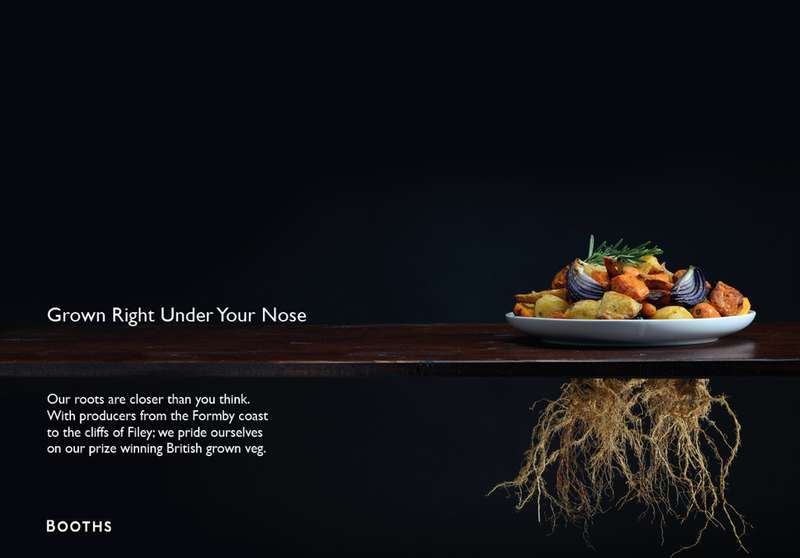 Grown Right Under Your Nose
Our roots are closer than you think.
With producers from the Formby coast
to the cliffs of Filey; we pride ourselves
on our prize winning British grown veg.
BOOTHS